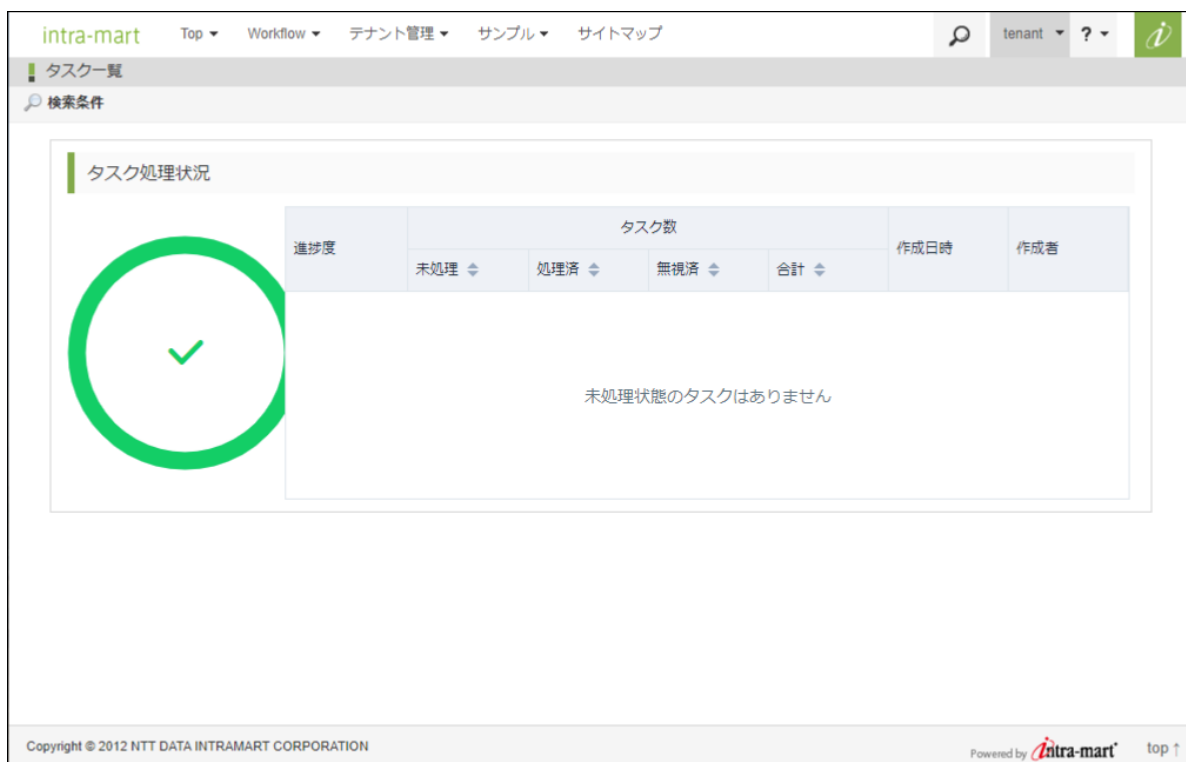 intra-mart Top Workflow テナント管理 サンプル サイトマップ tenant ?
タスク一覧
検索条件
タスク処理状況
進捗度 タスク数 作成日時 作成者
未処理 処理済 無視済 合計
未処理状態のタスクはありません
Copyright © 2012 NTT DATA INTRAMART CORPORATION Powered by intra-mart top ↑